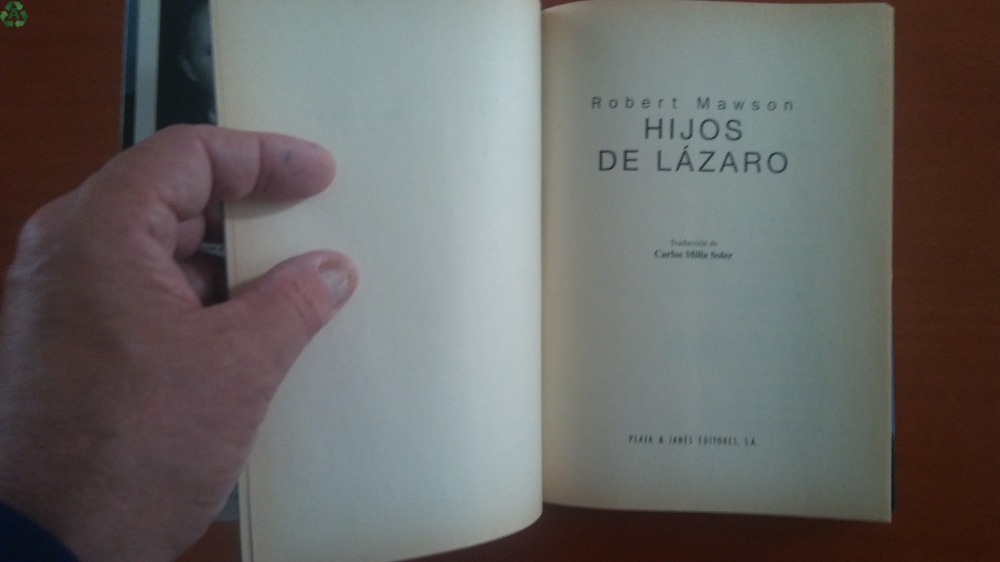 Robert Mawson
HIJOS
DE LÁZARO
Traducción de
Carlos Milla Soler
PLAZA & JANÉS EDITORES, S.A.